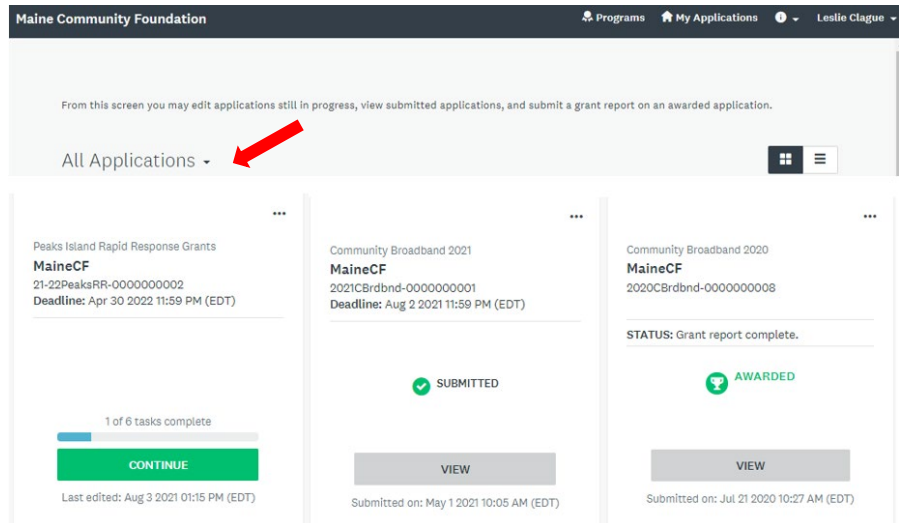 Maine Community Foundation
Programs My Applications Leslie Clague
From this screen you may edit applications still in progress, view submitted applications, and submit a grant report on an awarded application.
All Applications
Peaks Island Rapid Response Grants
MaineCF
21-22PeaksRR-0000000002
Deadline: Apr 30 2022 11:59 PM (EDT)
1 of 6 tasks complete
CONTINUE
Last edited: Aug 3 2021 01:15 PM (EDT)
Community Broadband 2021
MaineCF
2021CBrdbnd-0000000001
Deadline: Aug 2 2021 11:59 PM (EDT)
SUBMITTED
VIEW
Submitted on: May 1 2021 10:05 AM (EDT)
Community Broadband 2020
MaineCF
2020CBrdbnd-0000000008
STATUS: Grant report complete.
AWARDED
VIEW
Submitted on: Jul 21 2020 10:27 AM (EDT)